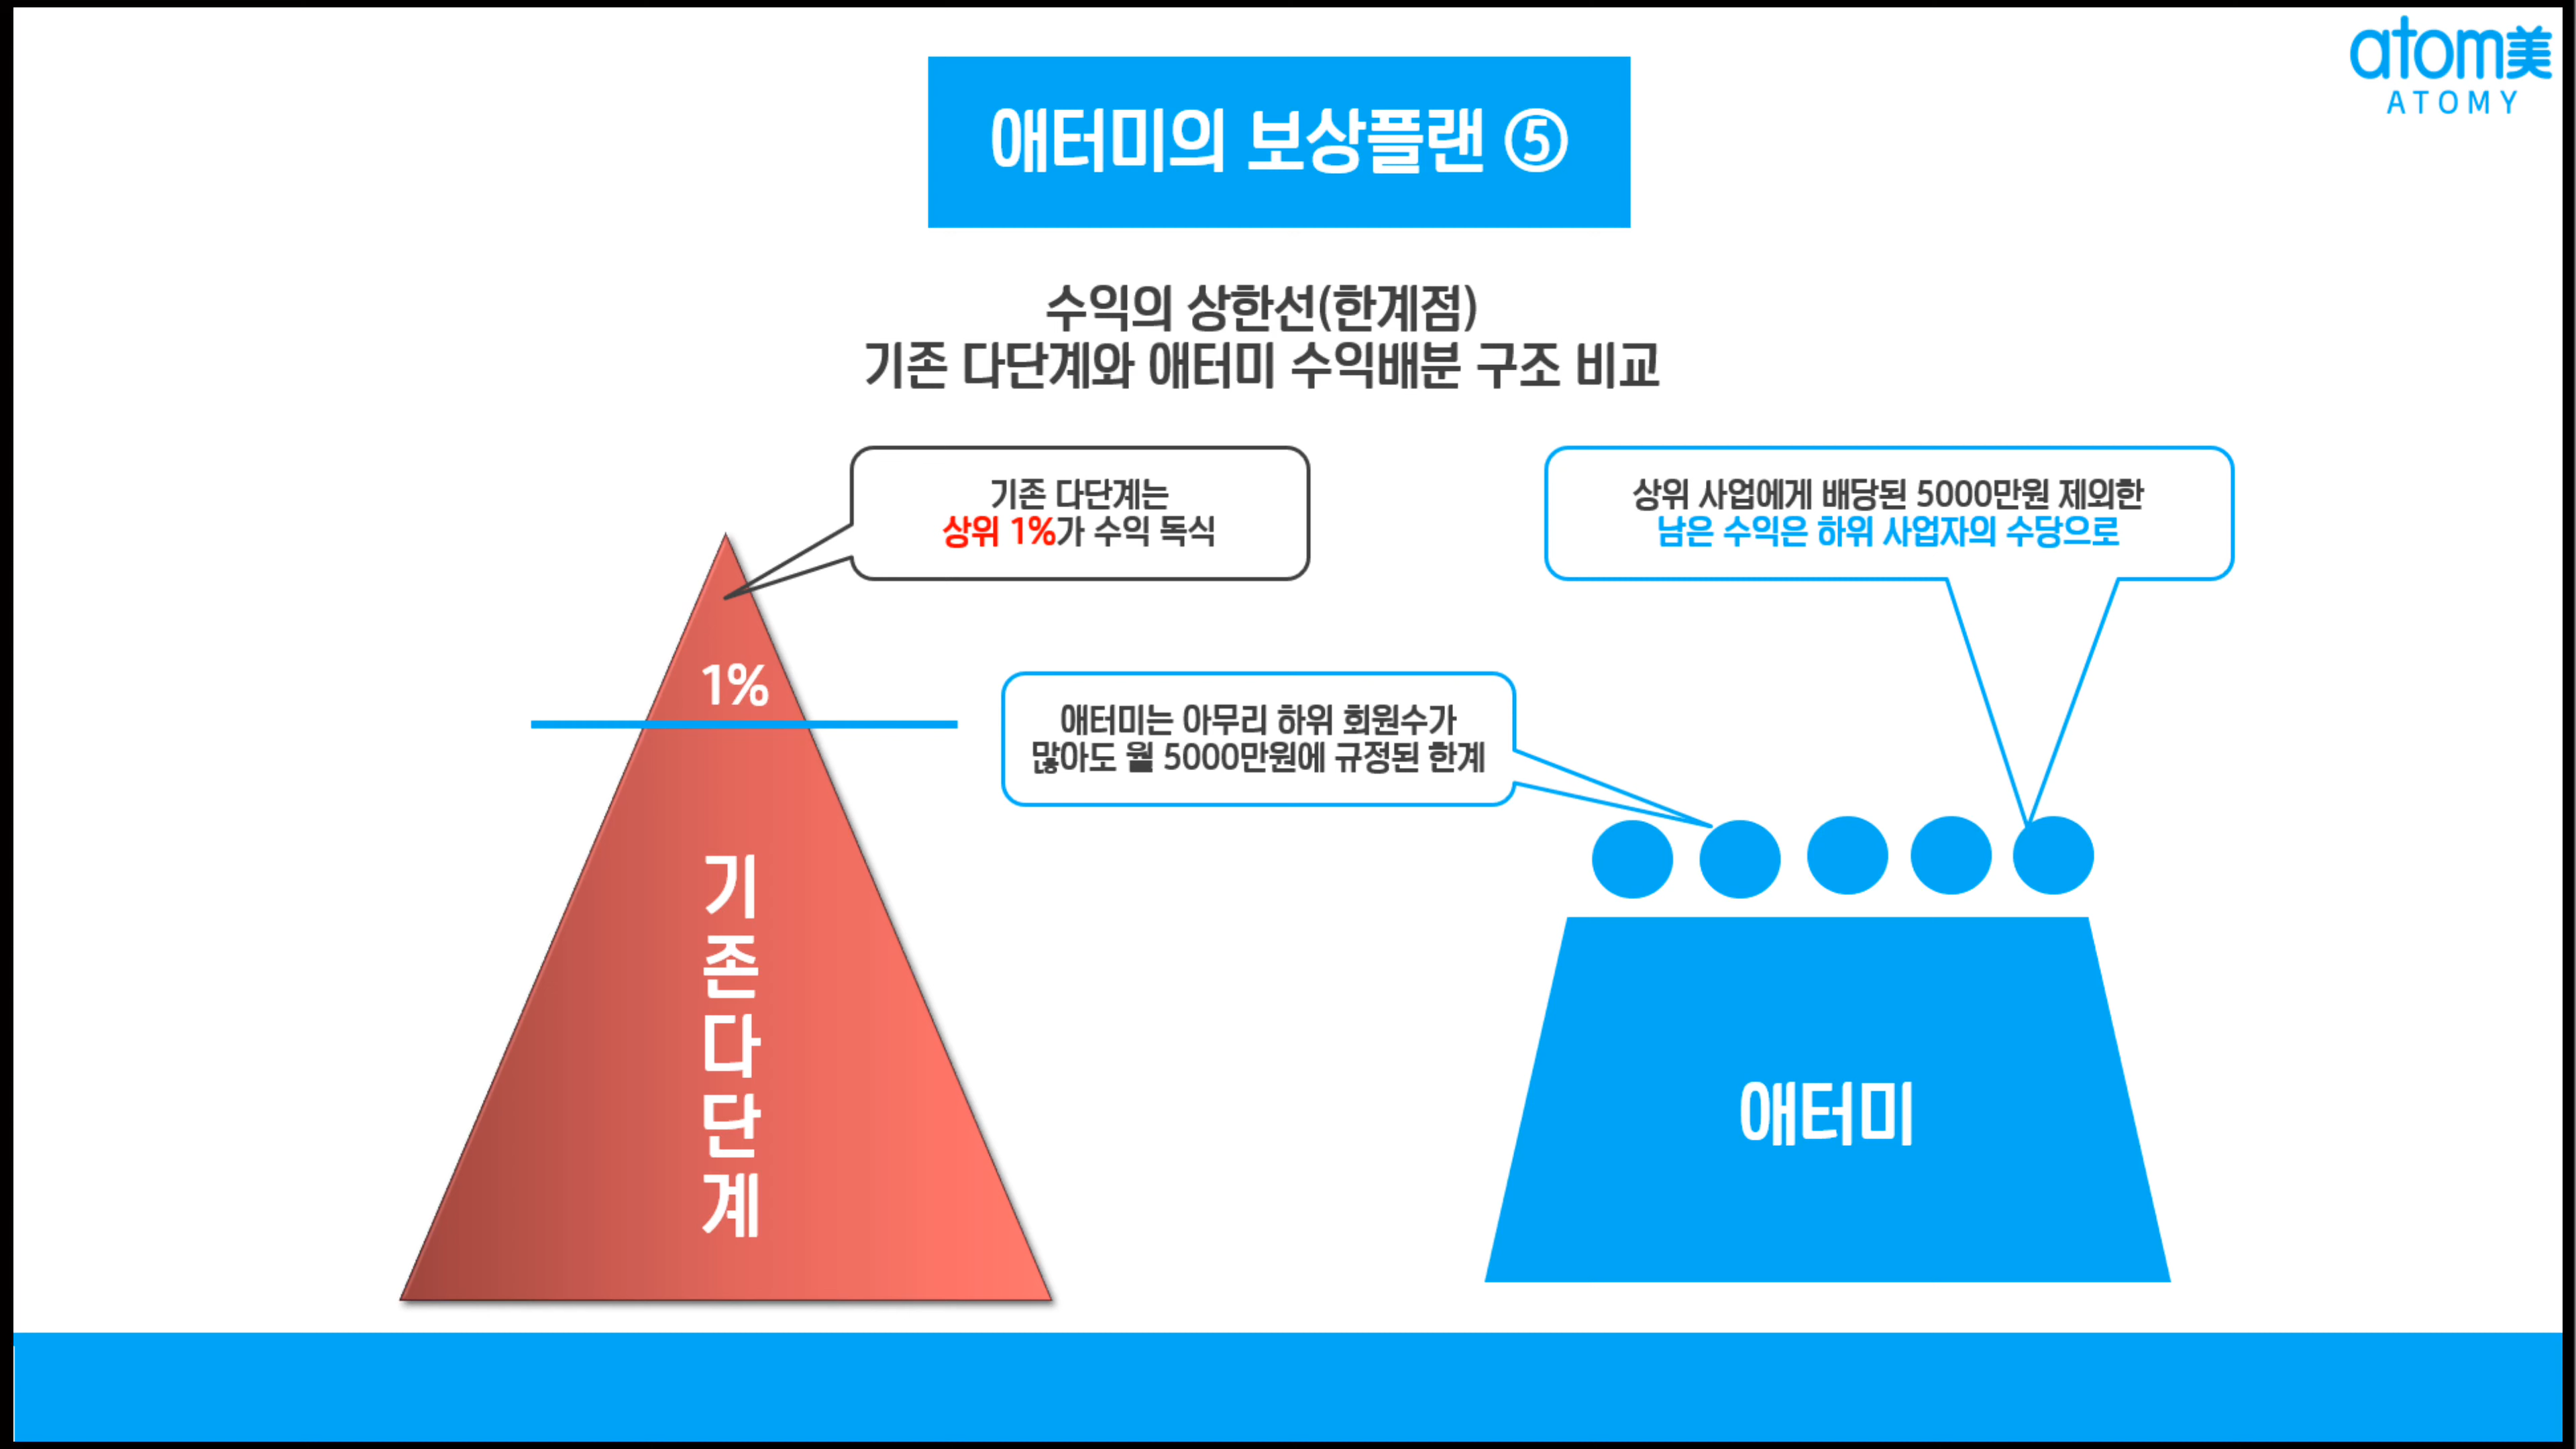 atom美
ATOMY
애터미의 보상플랜 ⑤
수익의 상한선(한계점)
기존 다단계와 애터미 수익배분 구조 비교
기존 다단계는
상위 1%가 수익 독식
상위 사업에게 배당된 5000만원 제외한
남은 수익은 하위 사업자의 수당으로
1%
애터미는 아무리 하위 회원수가
많아도 월 5000만원에 규정된 한계
기
존
다
단
계
애터미